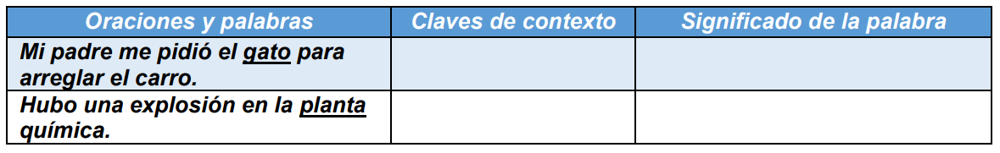 Oraciones y palabras Claves de contexto Significado de la palabra
Mi padre me pidió el gato para
arreglar el carro.
Hubo una explosión en la planta
química.